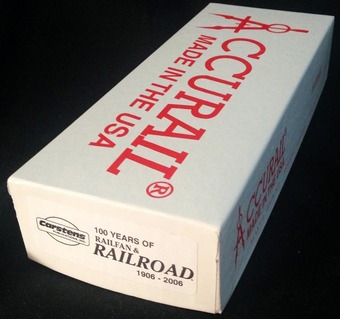 ACCURAIL®
MADE IN THE USA
ACCURAIL
MADE IN THE USA
Carstens
100 YEARS OF
RAILFAN &
RAILROAD
1906 - 2006